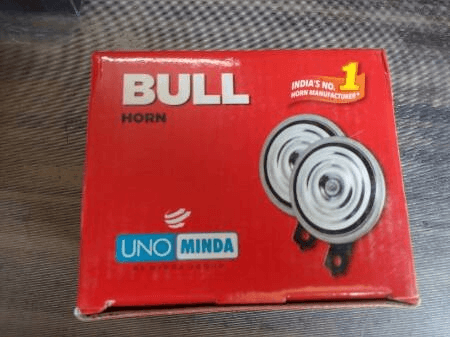 BULL
HORN
INDIA'S NO. 1
HORN MANUFACTURER*
UNO MINDA